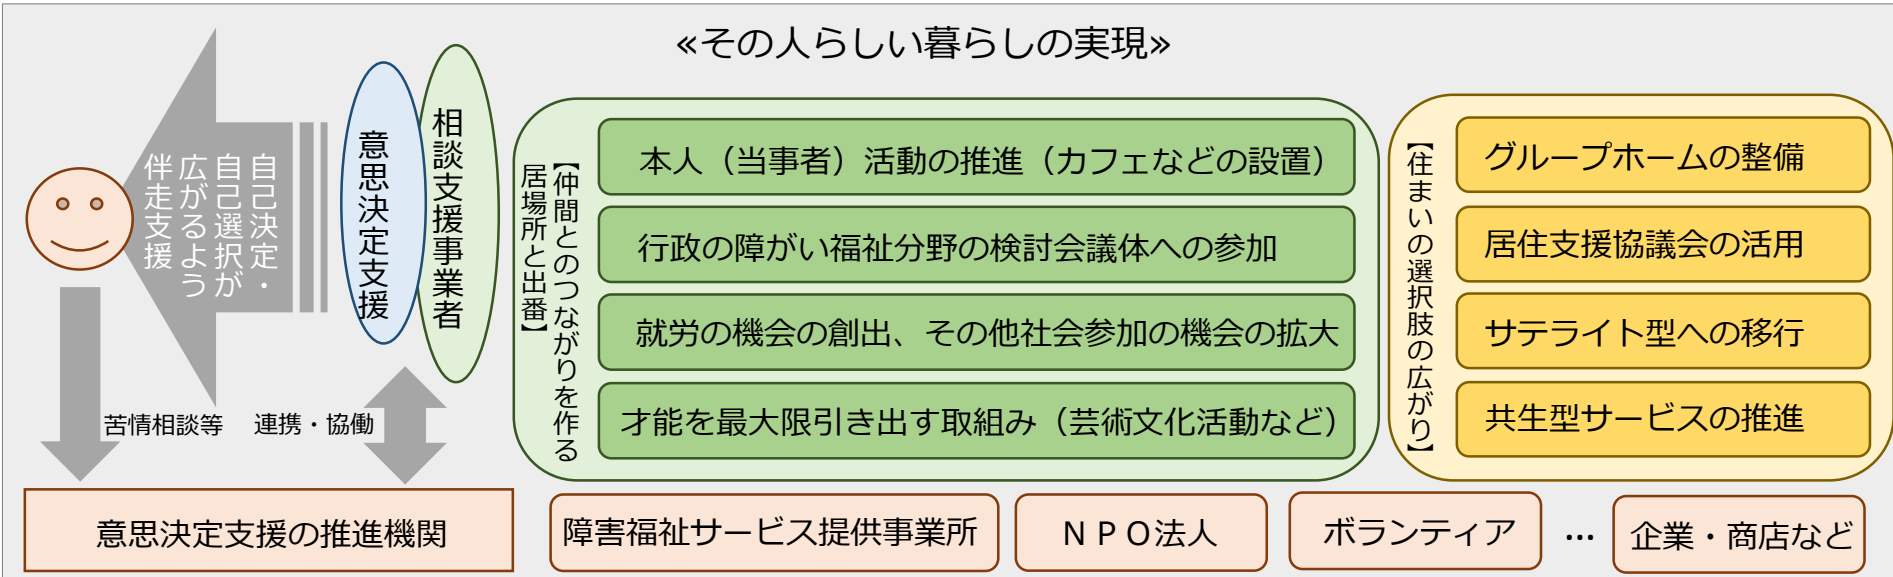 ≪その人らしい暮らしの実現≫
自己決定・
自己選択が
広がるよう
伴走支援
意思決定支援
相談支援事業者
苦情相談等
連携・協働
意思決定支援の推進機関
【仲間とのつながりを作る
居場所と出番】
本人（当事者）活動の推進（カフェなどの設置）
行政の障がい福祉分野の検討会議体への参加
就労の機会の創出、その他社会参加の機会の拡大
才能を最大限引き出す取組み（芸術文化活動など）
【住まいの選択肢の広がり】
グループホームの整備
居住支援協議会の活用
サテライト型への移行
共生型サービスの推進
障害福祉サービス提供事業所
ＮＰＯ法人
ボランティア
…
企業・商店など